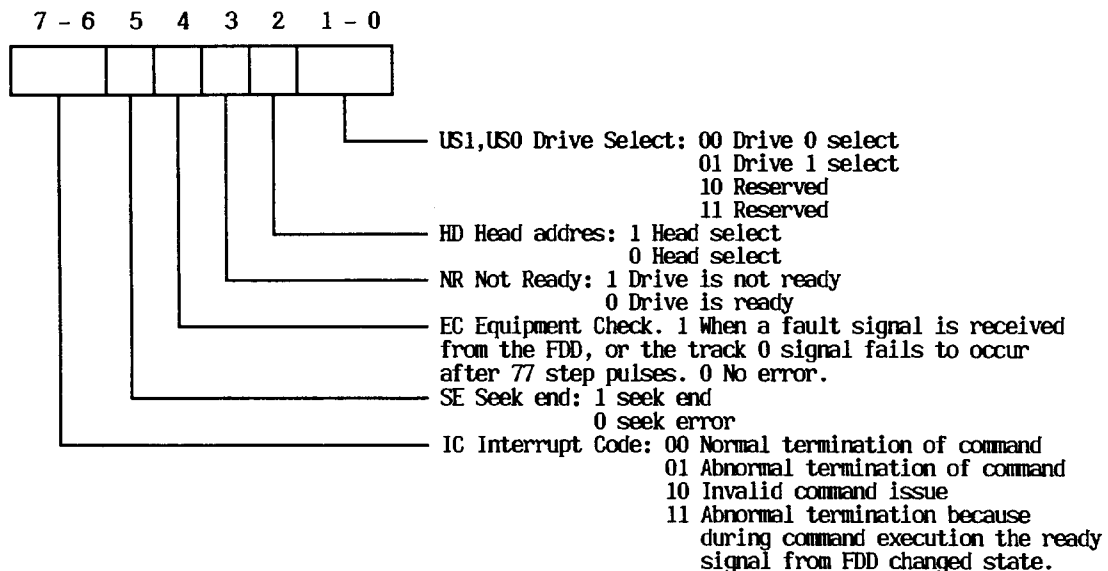 7 - 6 5 4 3 2 1 - 0
US1,US0 Drive Select: 00 Drive 0 select
01 Drive 1 select
10 Reserved
11 Reserved
HD Head addres: 1 Head select
0 Head select
NR Not Ready: 1 Drive is not ready
0 Drive is ready
EC Equipment Check. 1 When a fault signal is received
from the FDD, or the track 0 signal fails to occur
after 77 step pulses. 0 No error.
SE Seek end: 1 seek end
0 seek error
IC Interrupt Code: 00 Normal termination of command
01 Abnormal termination of command
10 Invalid command issue
11 Abnormal termination because
during command execution the ready
signal from FDD changed state.